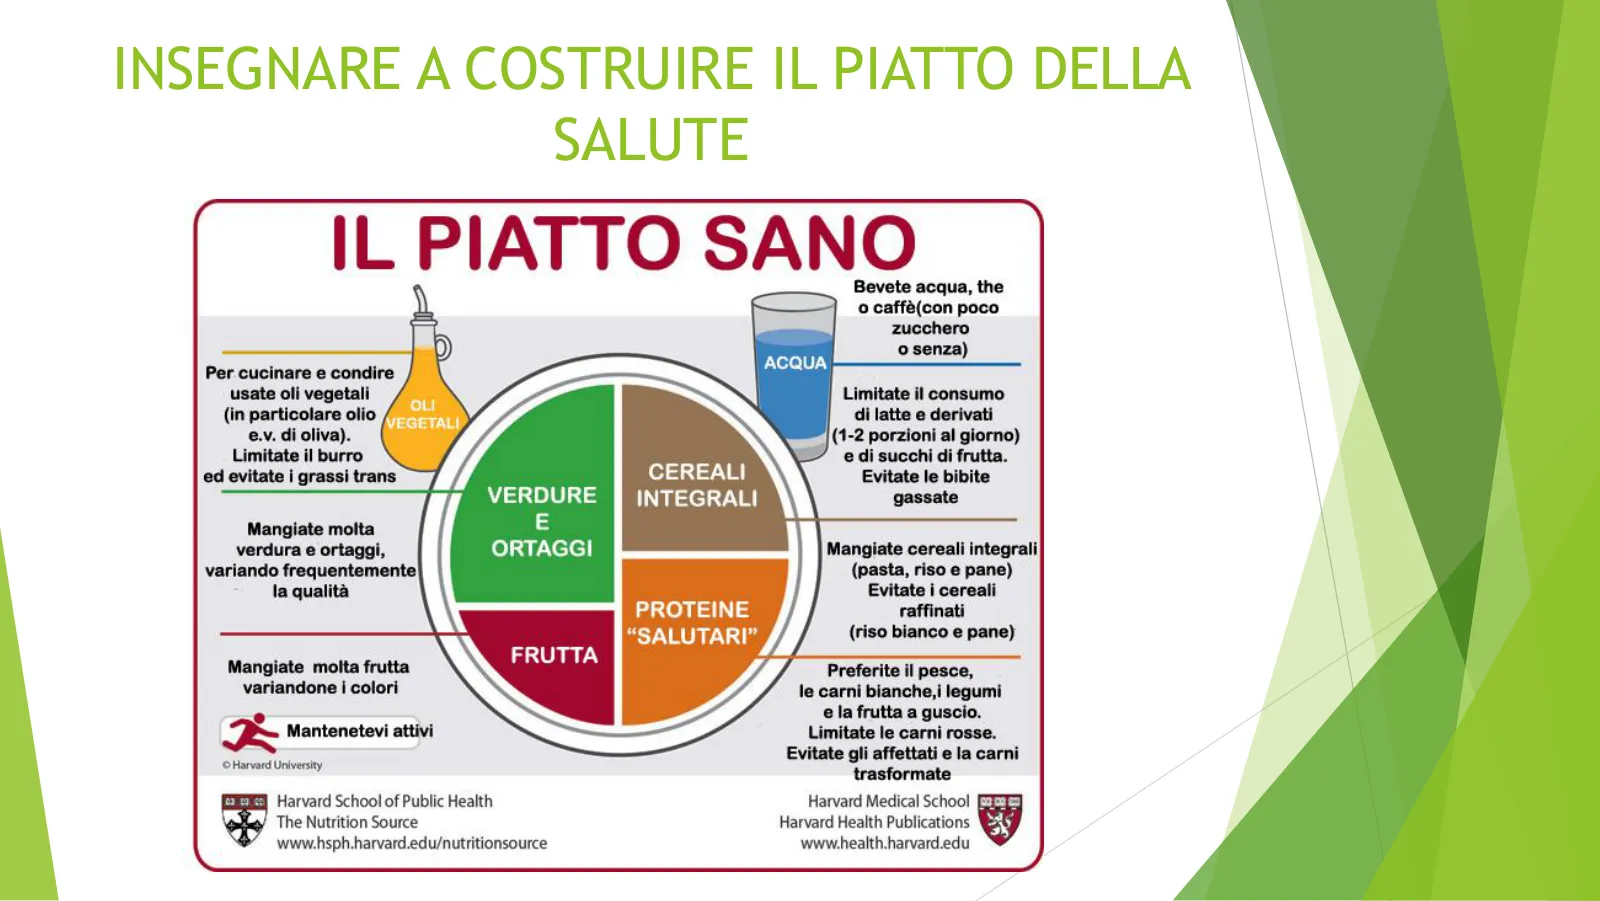 INSEGNARE A COSTRUIRE IL PIATTO DELLA
SALUTE
IL PIATTO SANO
Bevete acqua, the
o caffè(con poco
zucchero
o senza)
ACQUA
Per cucinare e condire
usate oli vegetali
(in particolare olio
e.v. di oliva).
Limitate il burro
ed evitate i grassi trans
OLI
VEGETALI
Limitate il consumo
di latte e derivati
(1-2 porzioni al giorno)
e di succhi di frutta.
Evitate le bibite
gassate
VERDURE
E
ORTAGGI
CEREALI
INTEGRALI
Mangiate molta
verdura e ortaggi,
variando frequentemente
la qualità
Mangiate cereali integrali
(pasta, riso e pane)
Evitate i cereali
raffinati
(riso bianco e pane)
FRUTTA
PROTEINE
“SALUTARI”
Mangiate molta frutta
variandone i colori
Preferite il pesce,
le carni bianche,i legumi
e la frutta a guscio.
Limitate le carni rosse.
Evitate gli affettati e la carni
trasformate
Mantenetevi attivi
© Harvard University
Harvard School of Public Health
The Nutrition Source
www.hsph.harvard.edu/nutritionsource
Harvard Medical School
Harvard Health Publications
www.health.harvard.edu